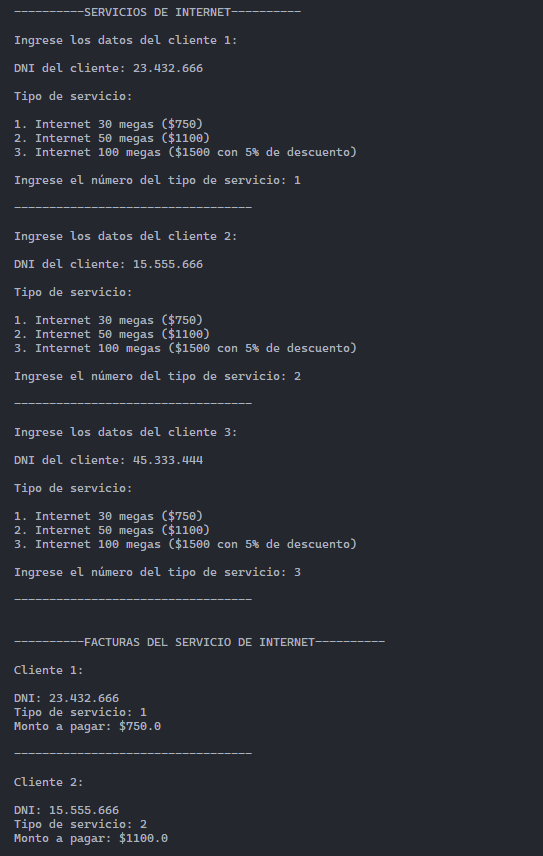 ----------SERVICIOS DE INTERNET----------
Ingrese los datos del cliente 1:
DNI del cliente: 23.432.666
Tipo de servicio:
1. Internet 30 megas ($750)
2. Internet 50 megas ($1100)
3. Internet 100 megas ($1500 con 5% de descuento)
Ingrese el número del tipo de servicio: 1
----------------------------------
Ingrese los datos del cliente 2:
DNI del cliente: 15.555.666
Tipo de servicio:
1. Internet 30 megas ($750)
2. Internet 50 megas ($1100)
3. Internet 100 megas ($1500 con 5% de descuento)
Ingrese el número del tipo de servicio: 2
----------------------------------
Ingrese los datos del cliente 3:
DNI del cliente: 45.333.444
Tipo de servicio:
1. Internet 30 megas ($750)
2. Internet 50 megas ($1100)
3. Internet 100 megas ($1500 con 5% de descuento)
Ingrese el número del tipo de servicio: 3
----------------------------------
----------FACTURAS DEL SERVICIO DE INTERNET----------
Cliente 1:
DNI: 23.432.666
Tipo de servicio: 1
Monto a pagar: $750.0
----------------------------------
Cliente 2:
DNI: 15.555.666
Tipo de servicio: 2
Monto a pagar: $1100.0